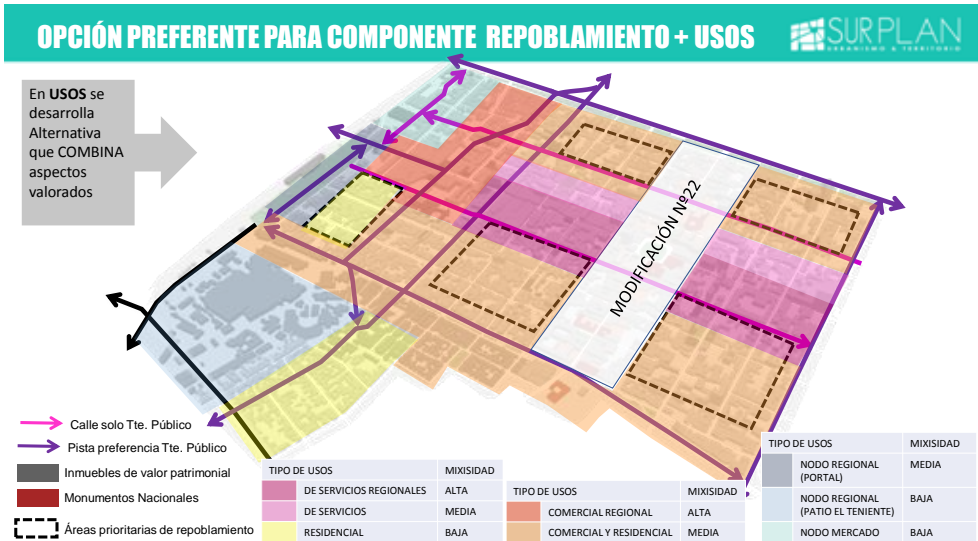 OPCIÓN PREFERENTE PARA COMPONENTE REPOBLAMIENTO + USOS
SURPLAN
URBANISMO & TERRITORIO
En USOS se
desarrolla
Alternativa
que COMBINA
aspectos
valorados
MODIFICACIÓN Nº22
Calle solo Tte. Público
Pista preferencia Tte. Público
Inmuebles de valor patrimonial
Monumentos Nacionales
Áreas prioritarias de repoblamiento
TIPO DE USOS MIXISIDAD
DE SERVICIOS REGIONALES ALTA
DE SERVICIOS MEDIA
RESIDENCIAL BAJA
TIPO DE USOS MIXISIDAD
COMERCIAL REGIONAL ALTA
COMERCIAL Y RESIDENCIAL MEDIA
TIPO DE USOS MIXISIDAD
NODO REGIONAL MEDIA
(PORTAL)
NODO REGIONAL BAJA
(PATIO EL TENIENTE)
NODO MERCADO BAJA